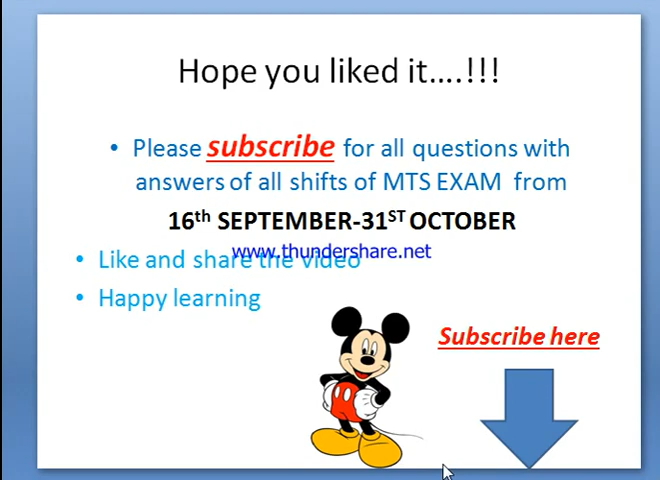 Hope you liked it….!!!
• Please subscribe for all questions with
answers of all shifts of MTS EXAM from
16th SEPTEMBER-31ST OCTOBER
www.thundershare.net
• Like and share the video
• Happy learning
Subscribe here